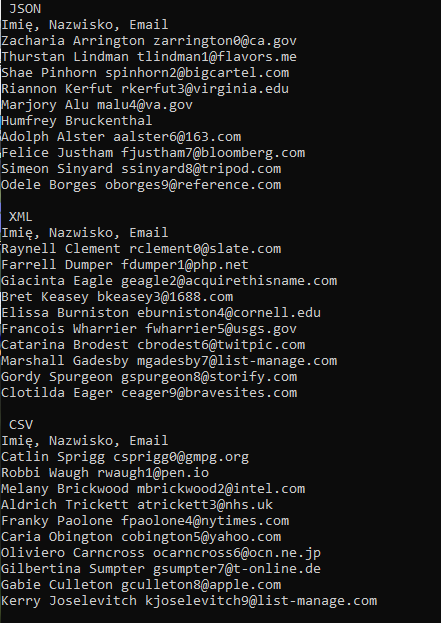 JSON
Imię, Nazwisko, Email
Zacharia Arrington zarrington0@ca.gov
Thurstan Lindman tlindman1@flavors.me
Shae Pinhorn spinhorn2@bigcartel.com
Riannon Kerfut rkerfut3@virginia.edu
Marjory Alu malu4@va.gov
Humfrey Bruckenthal
Adolph Alster aalster6@163.com
Felice Justham fjustham7@bloomberg.com
Simeon Sinyard ssinyard8@tripod.com
Odele Borges oborges9@reference.com
XML
Imię, Nazwisko, Email
Raynell Clement rclement0@slate.com
Farrell Dumper fdumper1@php.net
Giacinta Eagle geagle2@acquirethisname.com
Bret Keasey bkeasey3@1688.com
Elissa Burniston eburniston4@cornell.edu
Francois Wharrier fwharrier5@usgs.gov
Catarina Brodest cbrodest6@twitpic.com
Marshall Gadesby mgadesby7@list-manage.com
Gordy Spurgeon gspurgeon8@storify.com
Clotilda Eager ceager9@bravesites.com
CSV
Imię, Nazwisko, Email
Catlin Sprigg csprigg0@gmpg.org
Robbi Waugh rwaugh1@pen.io
Melany Brickwood mbrickwood2@intel.com
Aldrich Trickett atrickett3@nhs.uk
Franky Paolone fpaolone4@nytimes.com
Caria Obington cobington5@yahoo.com
Oliviero Carncross ocarncross6@ocn.ne.jp
Gilbertina Sumpter gsumpter7@t-online.de
Gabie Culleton gculleton8@apple.com
Kerry Joselevitch kjoselevitch9@list-manage.com